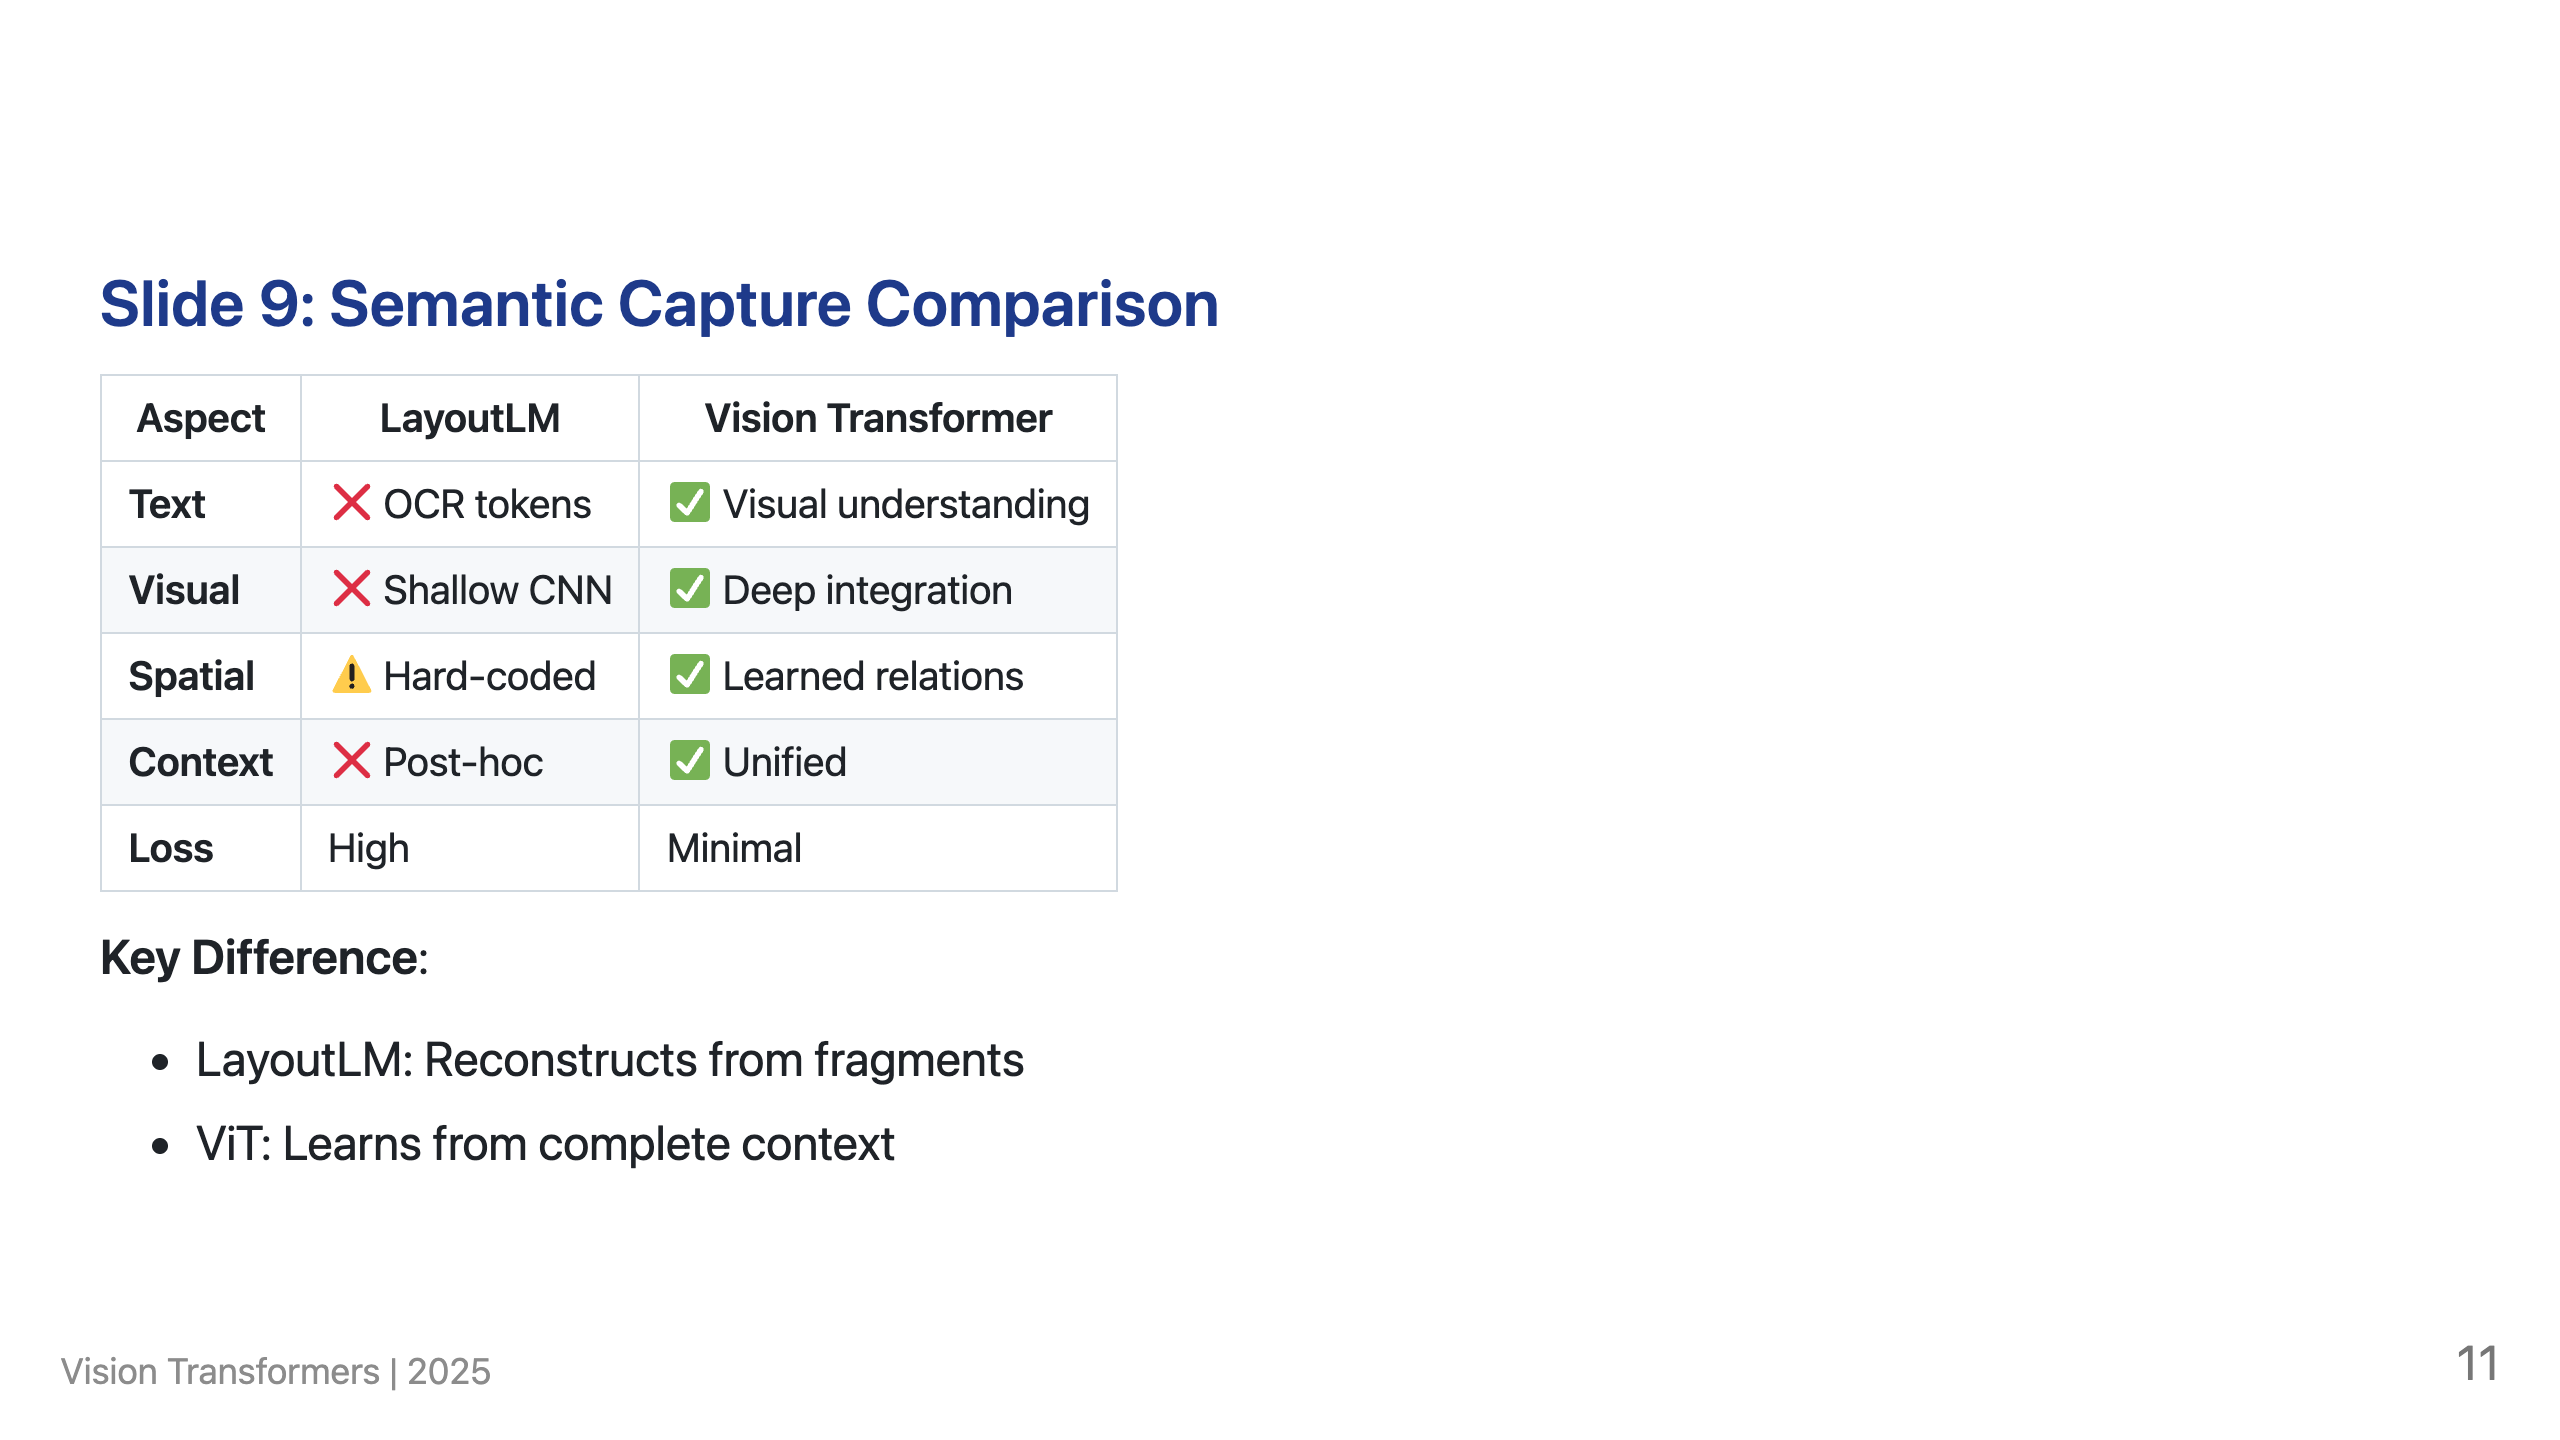 Slide 9: Semantic Capture Comparison
Aspect LayoutLM Vision Transformer
Text ❌ OCR tokens ✅ Visual understanding
Visual ❌ Shallow CNN ✅ Deep integration
Spatial ⚠️ Hard-coded ✅ Learned relations
Context ❌ Post-hoc ✅ Unified
Loss High Minimal
Key Difference:
• LayoutLM: Reconstructs from fragments
• ViT: Learns from complete context
Vision Transformers | 2025
11